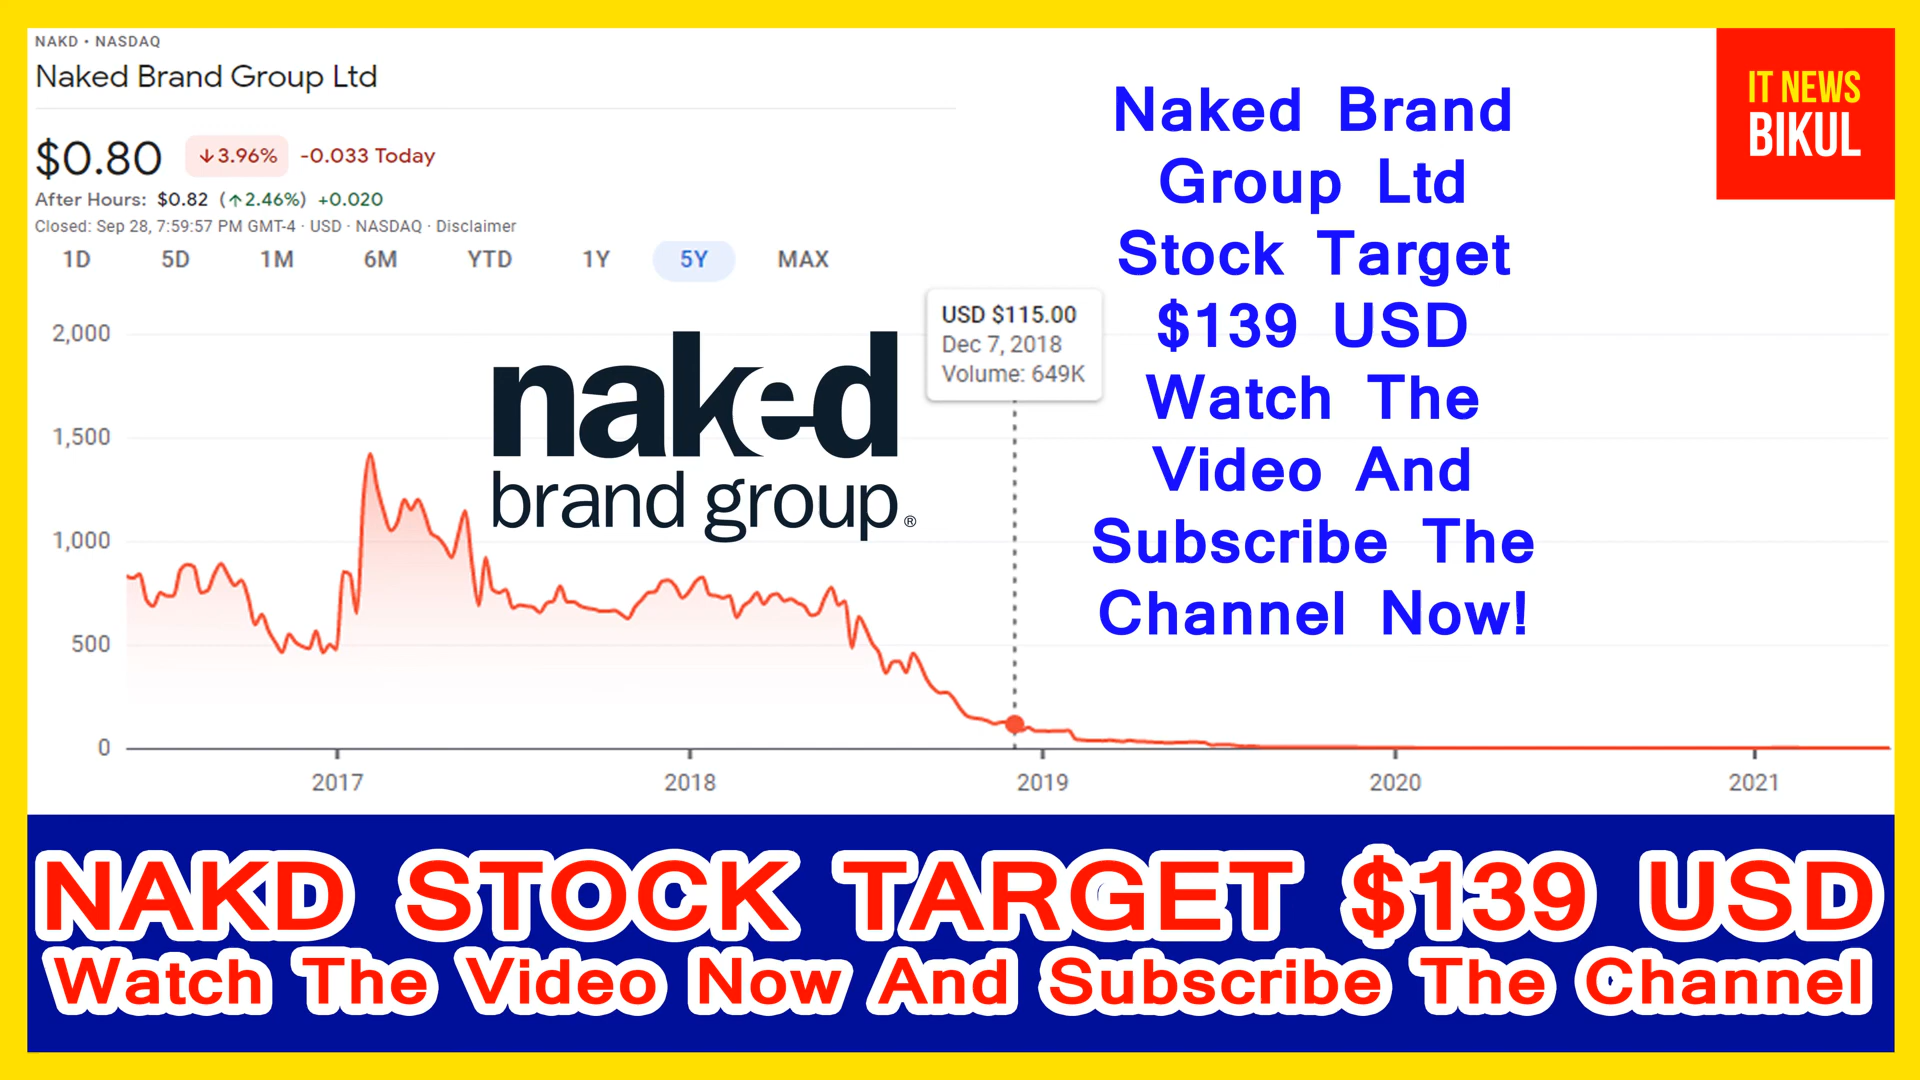 NAKD • NASDAQ
Naked Brand Group Ltd
$0.80 ↓3.96% -0.033 Today
After Hours: $0.82 (↑2.46%) +0.020
Closed: Sep 28, 7:59:57 PM GMT-4 · USD · NASDAQ · Disclaimer
1D 5D 1M 6M YTD 1Y 5Y MAX
USD $115.00
Dec 7, 2018
Volume: 649K
2,000
1,500
1,000
500
0
2017 2018 2019 2020 2021
naked
brand group®
Naked Brand
Group Ltd
Stock Target
$139 USD
Watch The
Video And
Subscribe The
Channel Now!
IT NEWS
BIKUL
NAKD STOCK TARGET $139 USD
Watch The Video Now And Subscribe The Channel